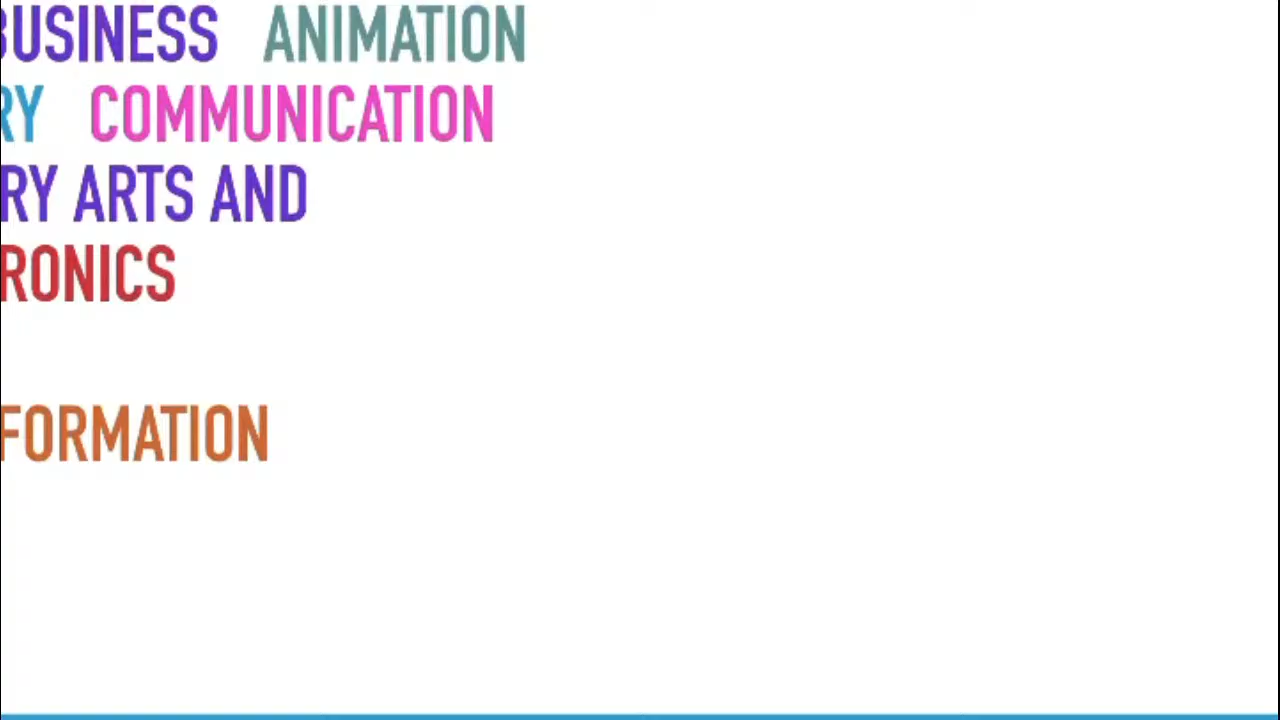 BUSINESS ANIMATION
RY COMMUNICATION
RY ARTS AND
RONICS
FORMATION